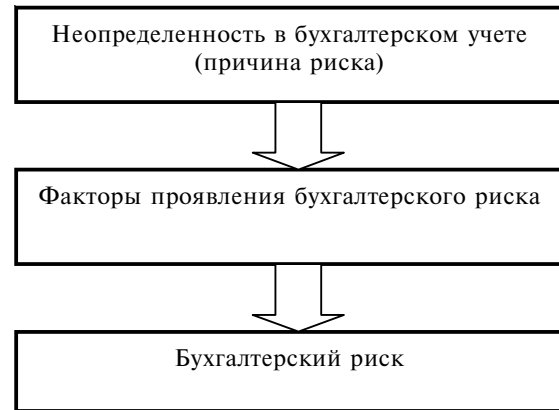 Неопределенность в бухгалтерском учете
(причина риска)
Факторы проявления бухгалтерского риска
Бухгалтерский риск